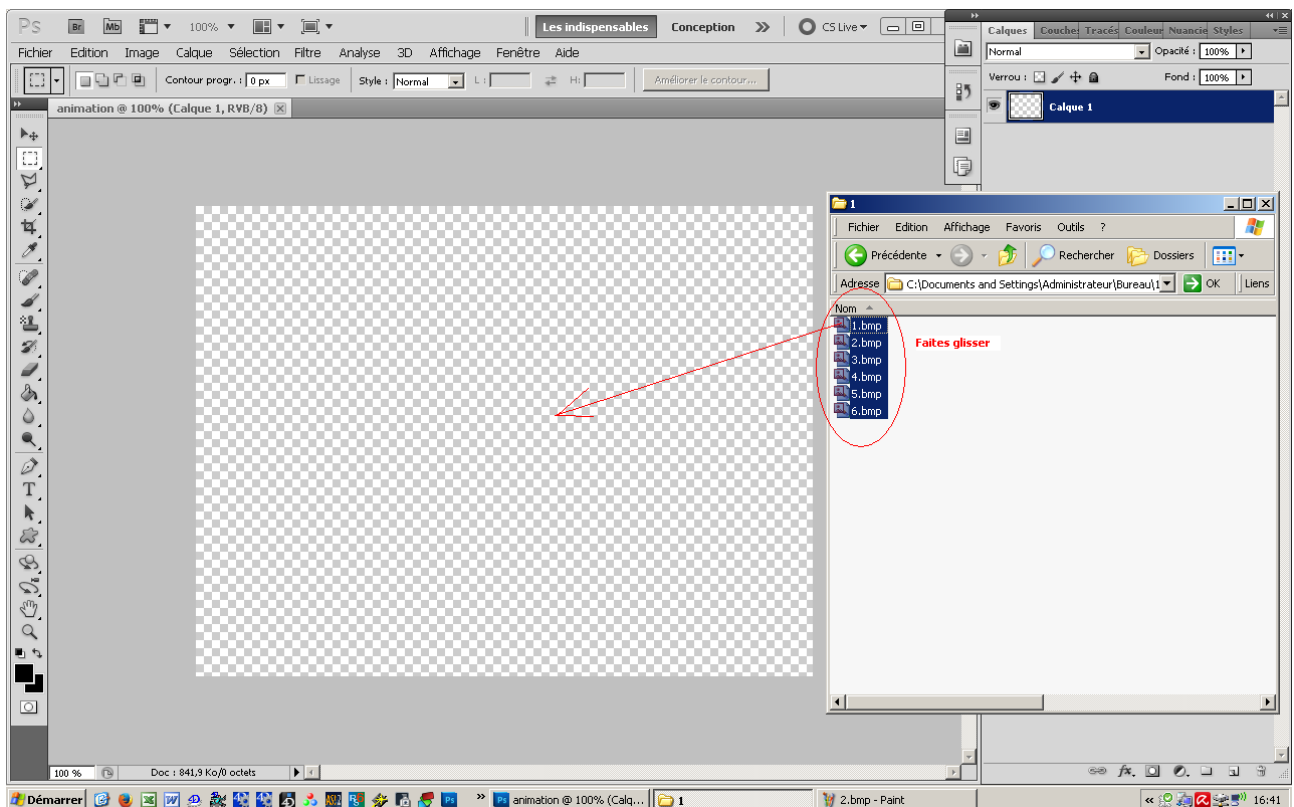 Ps Br Mb 100% Les indispensables Conception CS Live
Fichier Edition Image Calque Sélection Filtre Analyse 3D Affichage Fenêtre Aide
Contour progr. : 0 px Lissage Style : Normal L : H: Améliorer le contour...
animation @ 100% (Calque 1, RVB/8)
Calques Couche Tracés Couleur Nuancie Styles
Normal Opacité : 100%
Verrou : Fond : 100%
Calque 1
1
Fichier Edition Affichage Favoris Outils ?
Précédente Rechercher Dossiers
Adresse C:\Documents and Settings\Administrateur\Bureau\1 OK Liens
Nom
1.bmp
2.bmp
Faites glisser
3.bmp
4.bmp
5.bmp
6.bmp
100 % Doc : 841,9 Ko/0 octets
Démarrer animation @ 100% (Calq... 1 2.bmp - Paint 16:41